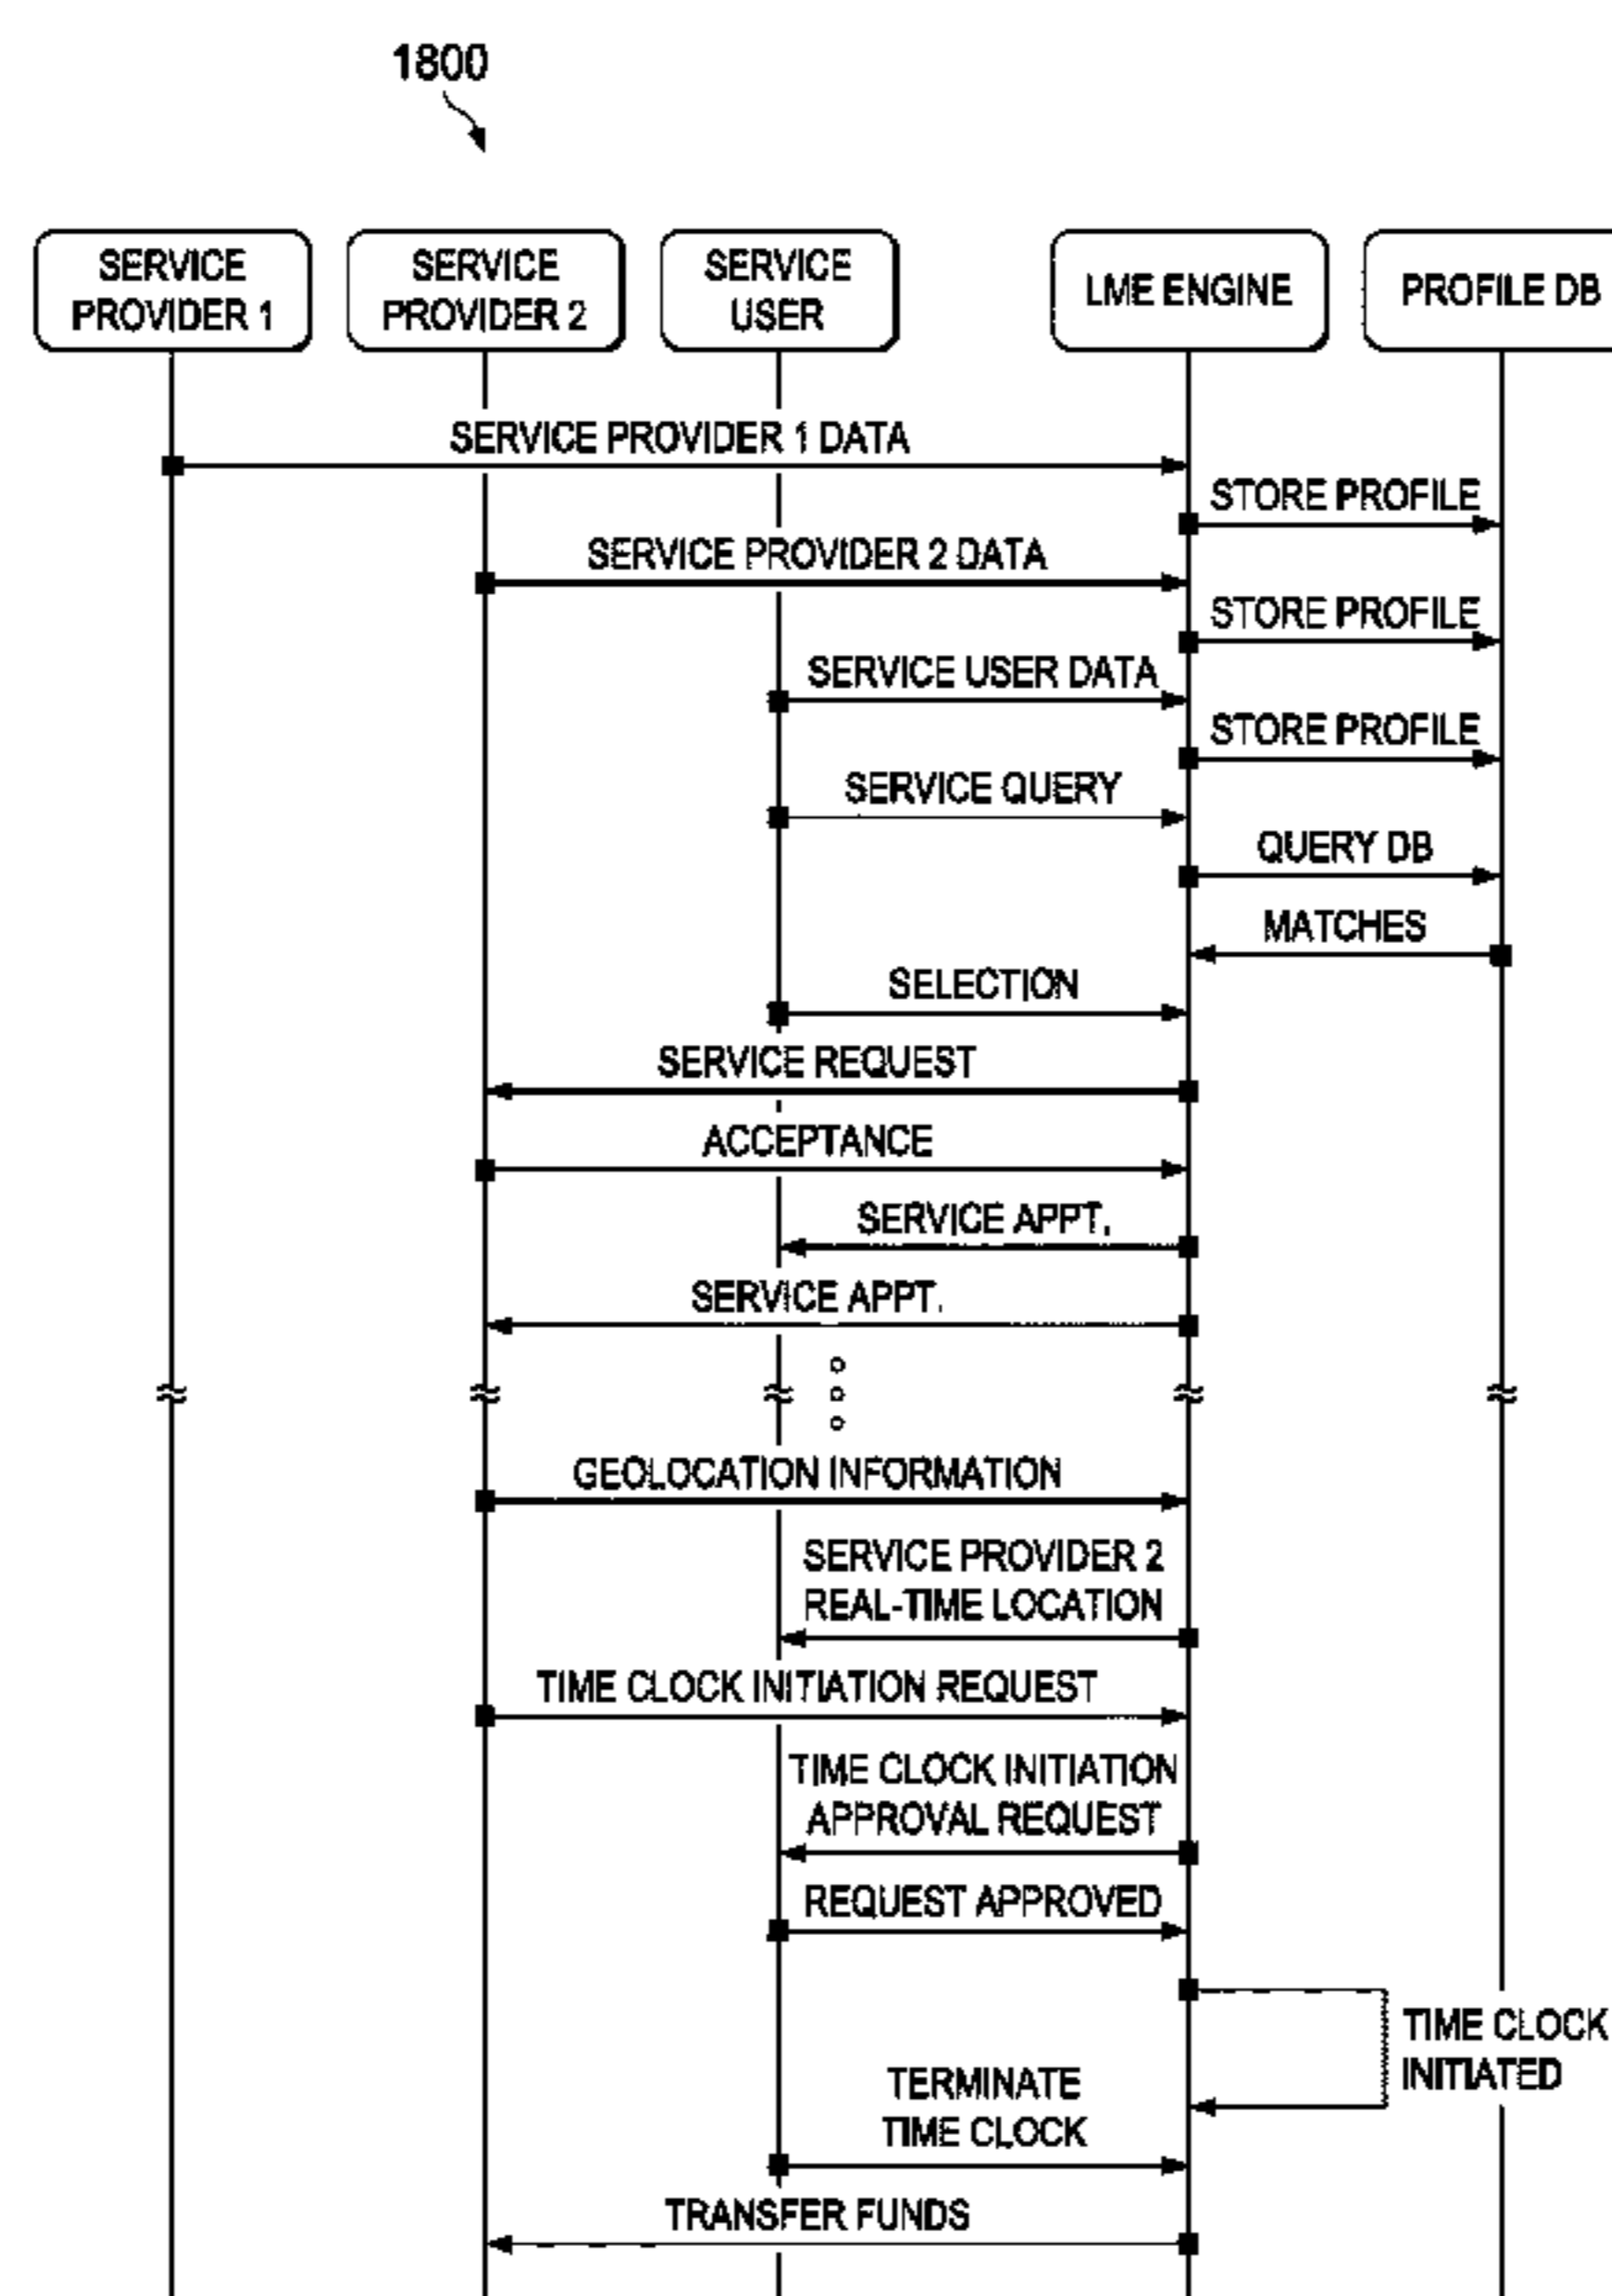 1800
SERVICE
PROVIDER 1
SERVICE
PROVIDER 2
SERVICE
USER
LME ENGINE
PROFILE DB
SERVICE PROVIDER 1 DATA
STORE PROFILE
SERVICE PROVIDER 2 DATA
STORE PROFILE
SERVICE USER DATA
STORE PROFILE
SERVICE QUERY
QUERY DB
MATCHES
SELECTION
SERVICE REQUEST
ACCEPTANCE
SERVICE APPT.
SERVICE APPT.
GEOLOCATION INFORMATION
SERVICE PROVIDER 2
REAL-TIME LOCATION
TIME CLOCK INITIATION REQUEST
TIME CLOCK INITIATION
APPROVAL REQUEST
REQUEST APPROVED
TIME CLOCK
INITIATED
TERMINATE
TIME CLOCK
TRANSFER FUNDS